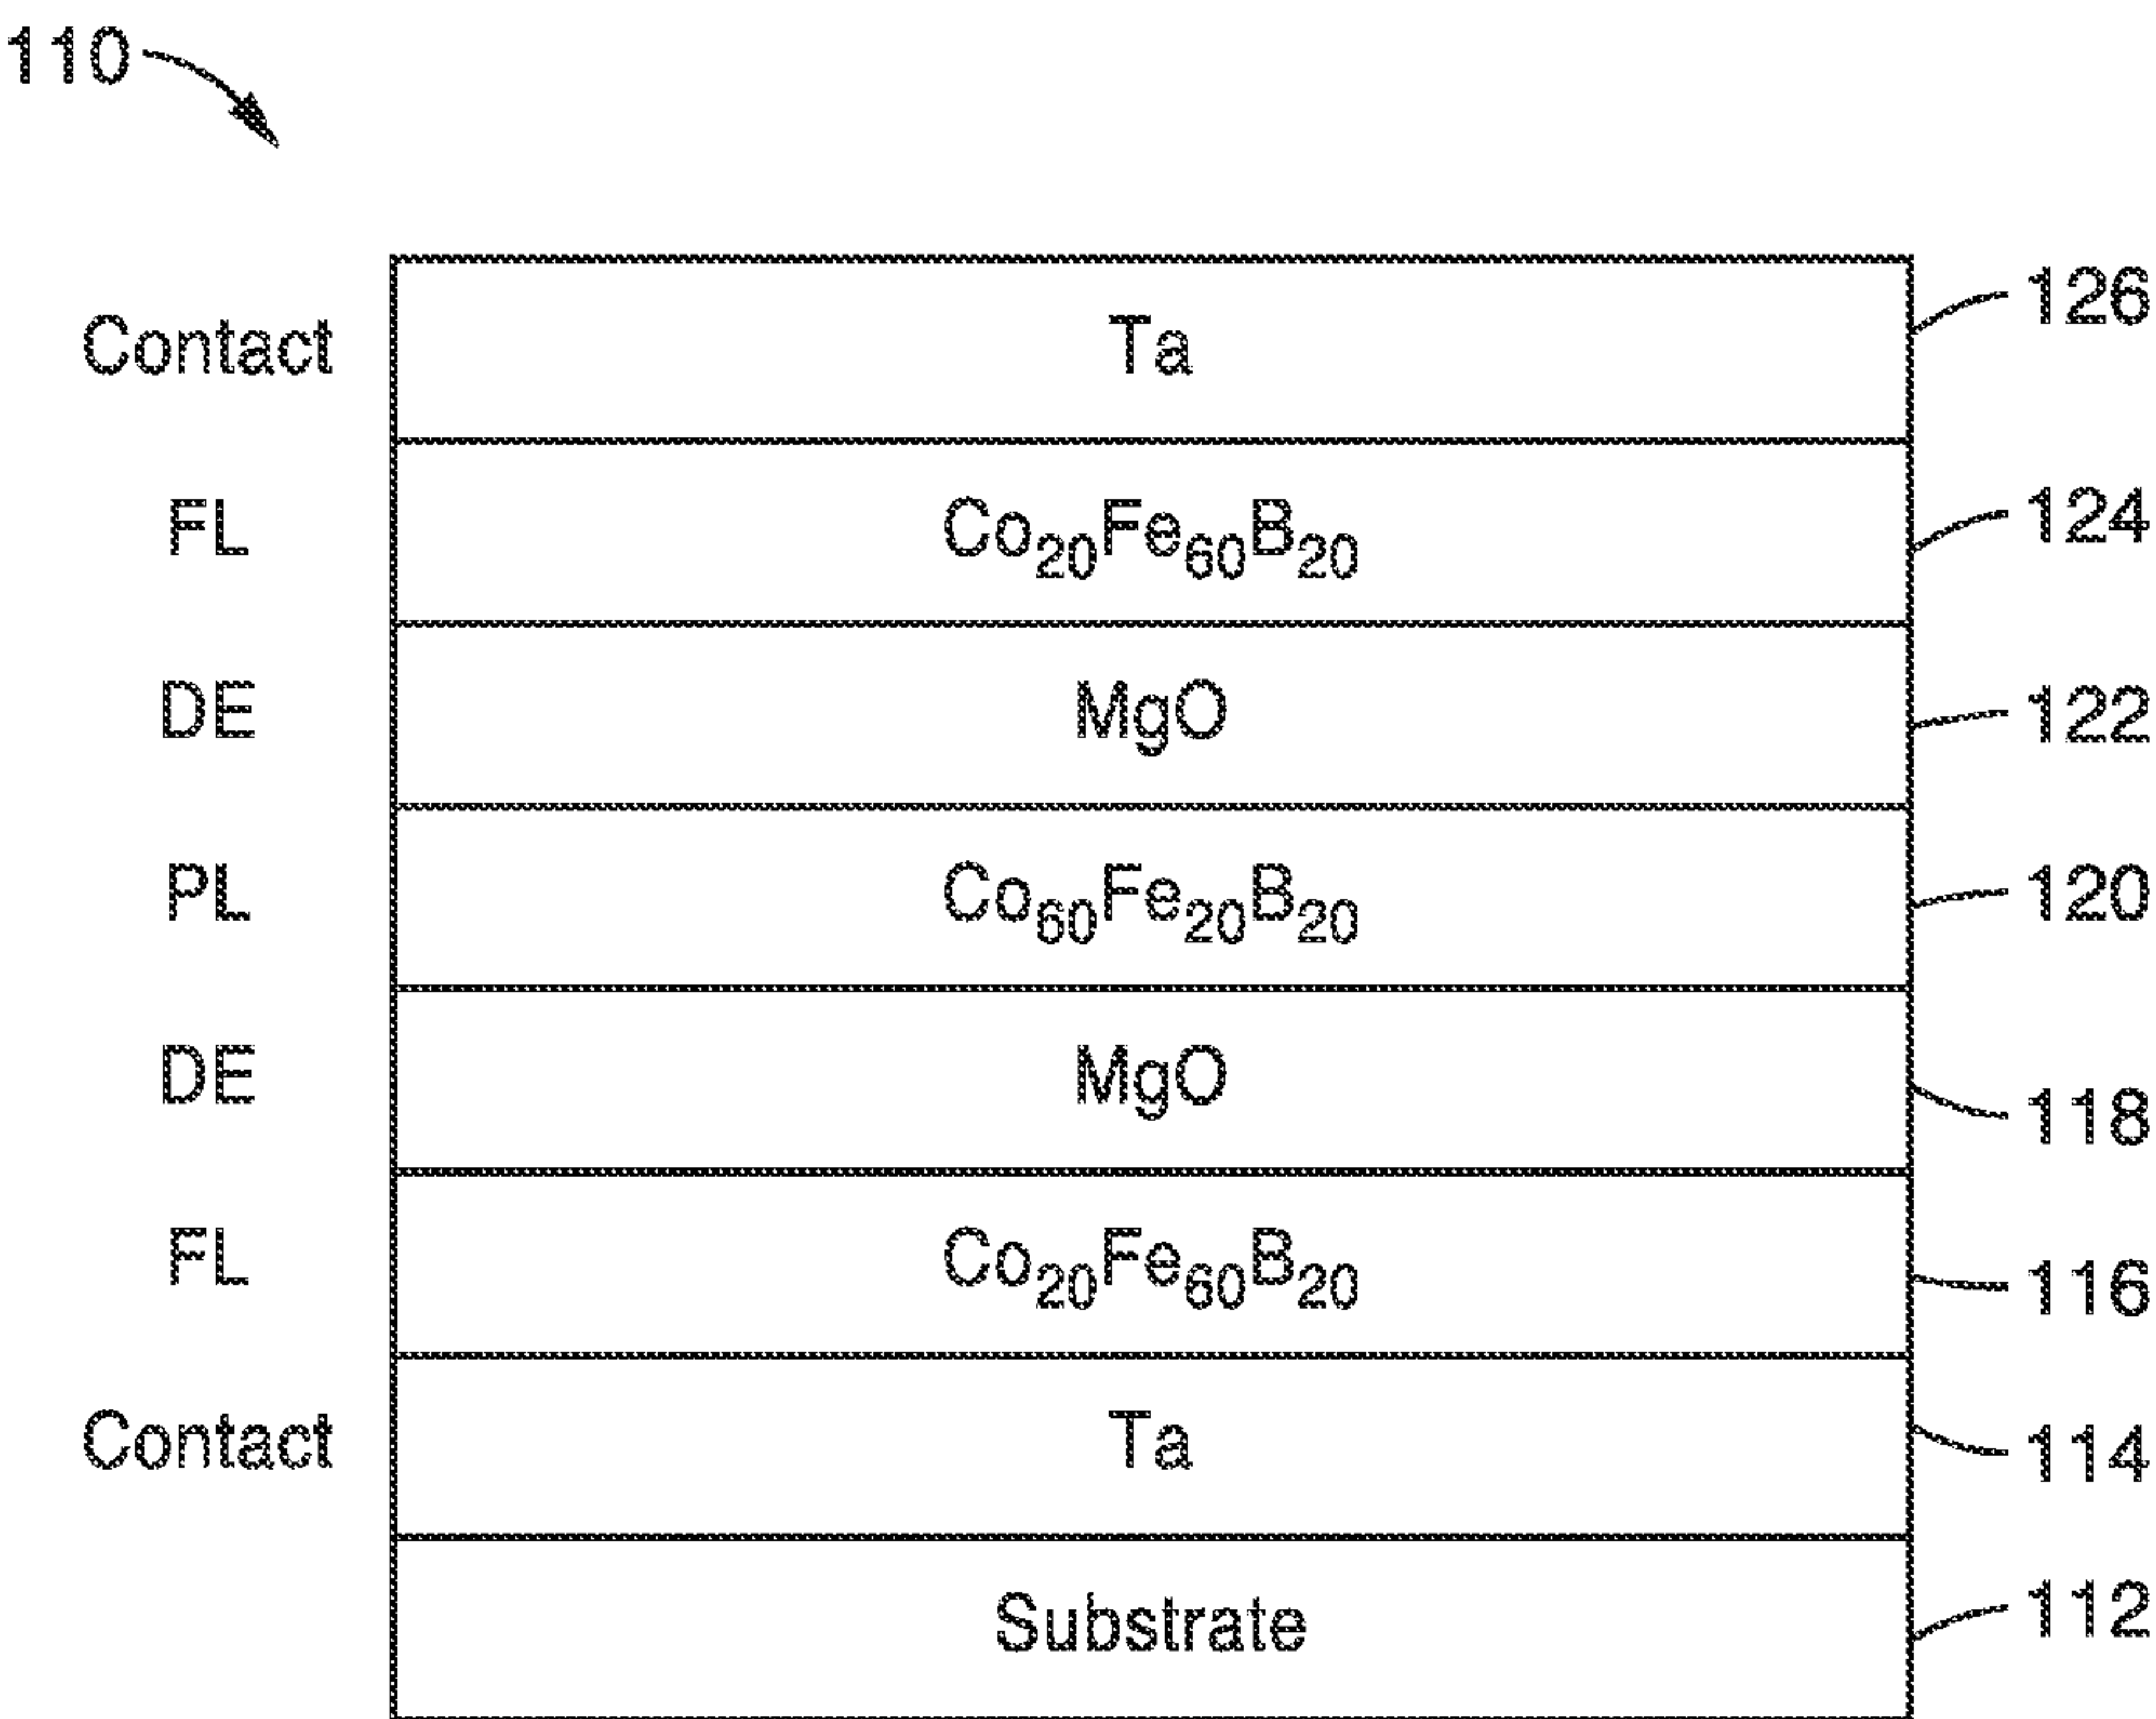 110
Contact Ta 126
FL Co₂₀Fe₆₀B₂₀ 124
DE MgO 122
PL Co₆₀Fe₂₀B₂₀ 120
DE MgO 118
FL Co₂₀Fe₆₀B₂₀ 116
Contact Ta 114
Substrate 112